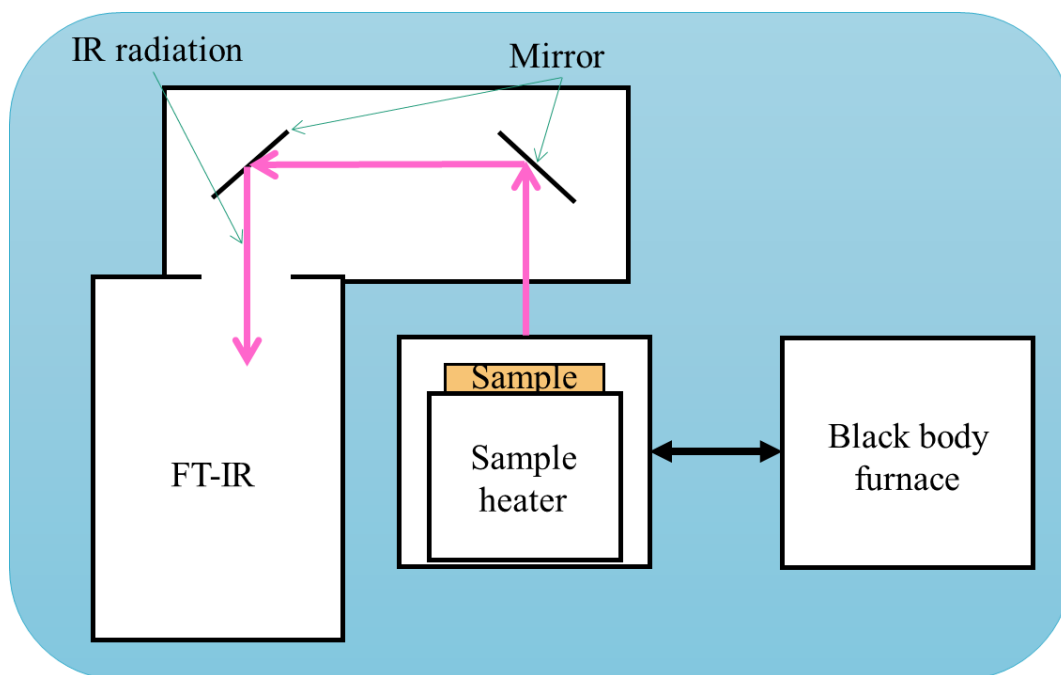 IR radiation
Mirror
Sample
Sample
heater
FT-IR
Black body
furnace